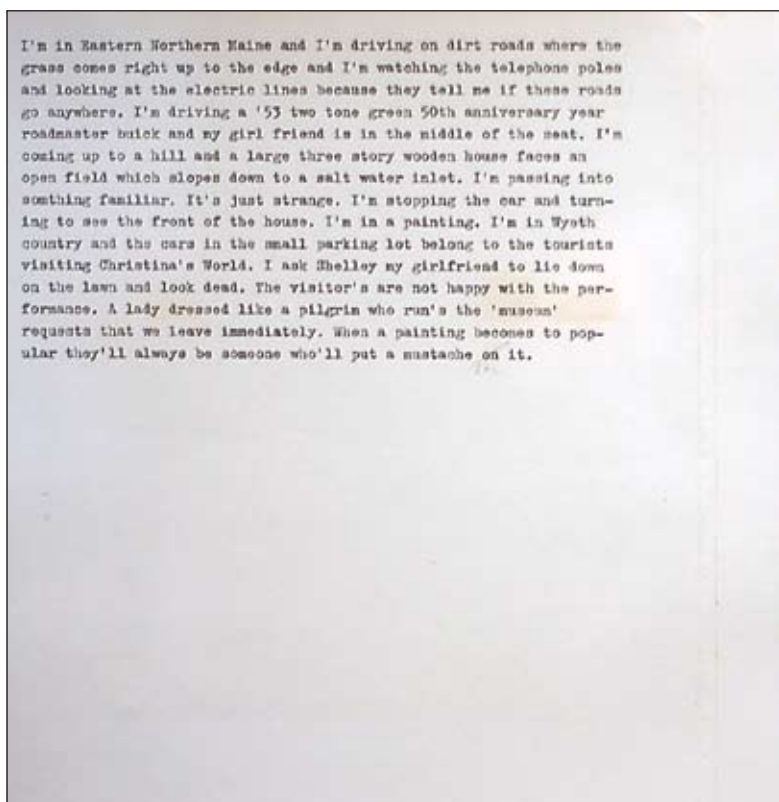 I'm in Eastern Northern Maine and I'm driving on dirt roads where the
grass comes right up to the edge and I'm watching the telephone poles
and looking at the electric lines because they tell me if these roads
go anywhere. I'm driving a '53 two tone green 50th anniversary year
roadmaster buick and my girl friend is in the middle of the seat. I'm
coming up to a hill and a large three story wooden house faces an
open field which slopes down to a salt water inlet. I'm passing into
somthing familiar. It's just strange. I'm stopping the car and turn-
ing to see the front of the house. I'm in a painting. I'm in Wyeth
country and the cars in the small parking lot belong to the tourists
visiting Christina's World. I ask Shelley my girlfriend to lie down
on the lawn and look dead. The visitor's are not happy with the per-
formance. A lady dressed like a pilgrim who run's the 'museum'
requests that we leave immediately. When a painting becomes to pop-
ular they'll always be someone who'll put a mustache on it.